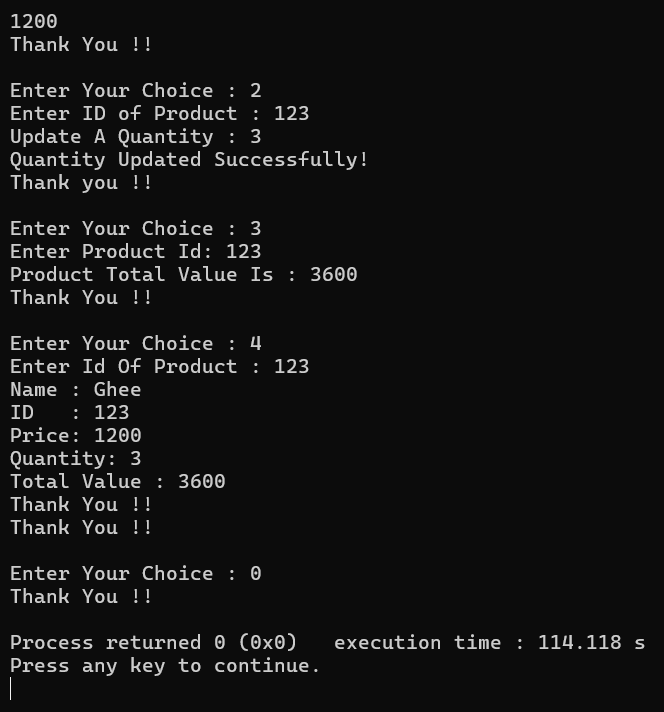 1200
Thank You !!
Enter Your Choice : 2
Enter ID of Product : 123
Update A Quantity : 3
Quantity Updated Successfully!
Thank you !!
Enter Your Choice : 3
Enter Product Id: 123
Product Total Value Is : 3600
Thank You !!
Enter Your Choice : 4
Enter Id Of Product : 123
Name : Ghee
ID   : 123
Price: 1200
Quantity: 3
Total Value : 3600
Thank You !!
Thank You !!
Enter Your Choice : 0
Thank You !!
Process returned 0 (0x0)   execution time : 114.118 s
Press any key to continue.